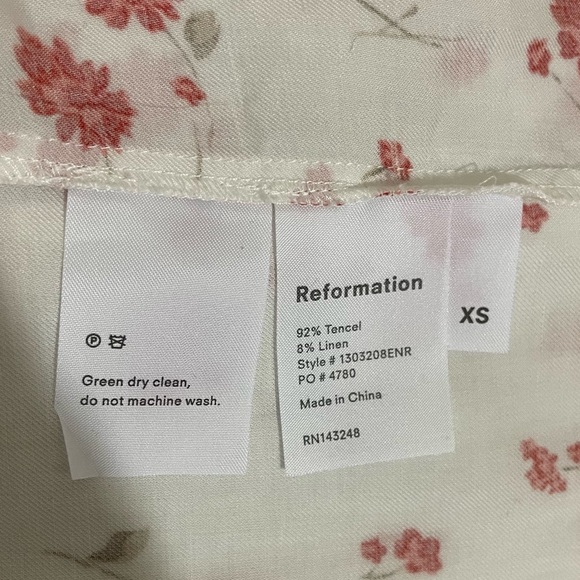 Ⓟ
Green dry clean,
do not machine wash.
Reformation
92% Tencel
8% Linen
Style # 1303208ENR
PO # 4780
Made in China
RN143248
XS